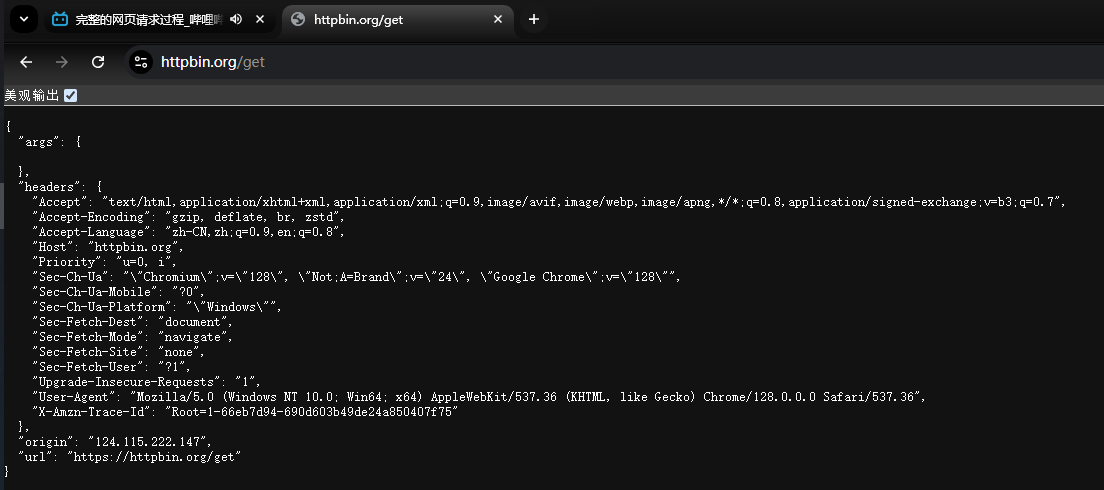 完整的网页请求过程_哔哩
httpbin.org/get
httpbin.org/get
美观输出
{
  "args": {
  },
  "headers": {
    "Accept": "text/html,application/xhtml+xml,application/xml;q=0.9,image/avif,image/webp,image/apng,*/*;q=0.8,application/signed-exchange;v=b3;q=0.7",
    "Accept-Encoding": "gzip, deflate, br, zstd",
    "Accept-Language": "zh-CN,zh;q=0.9,en;q=0.8",
    "Host": "httpbin.org",
    "Priority": "u=0, i",
    "Sec-Ch-Ua": "\"Chromium\";v=\"128\", \"Not;A=Brand\";v=\"24\", \"Google Chrome\";v=\"128\"",
    "Sec-Ch-Ua-Mobile": "?0",
    "Sec-Ch-Ua-Platform": "\"Windows\"",
    "Sec-Fetch-Dest": "document",
    "Sec-Fetch-Mode": "navigate",
    "Sec-Fetch-Site": "none",
    "Sec-Fetch-User": "?1",
    "Upgrade-Insecure-Requests": "1",
    "User-Agent": "Mozilla/5.0 (Windows NT 10.0; Win64; x64) AppleWebKit/537.36 (KHTML, like Gecko) Chrome/128.0.0.0 Safari/537.36",
    "X-Amzn-Trace-Id": "Root=1-66eb7d94-690d603b49de24a850407f75"
  },
  "origin": "124.115.222.147",
  "url": "https://httpbin.org/get"
}